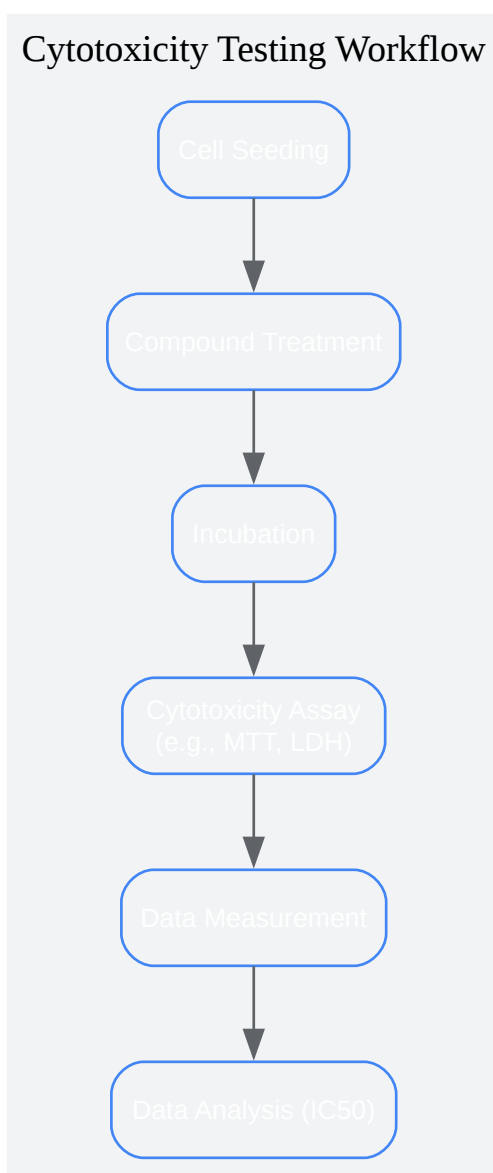 Cytotoxicity Testing Workflow
Cell Seeding
Compound Treatment
Incubation
Cytotoxicity Assay
(e.g., MTT, LDH)
Data Measurement
Data Analysis (IC50)